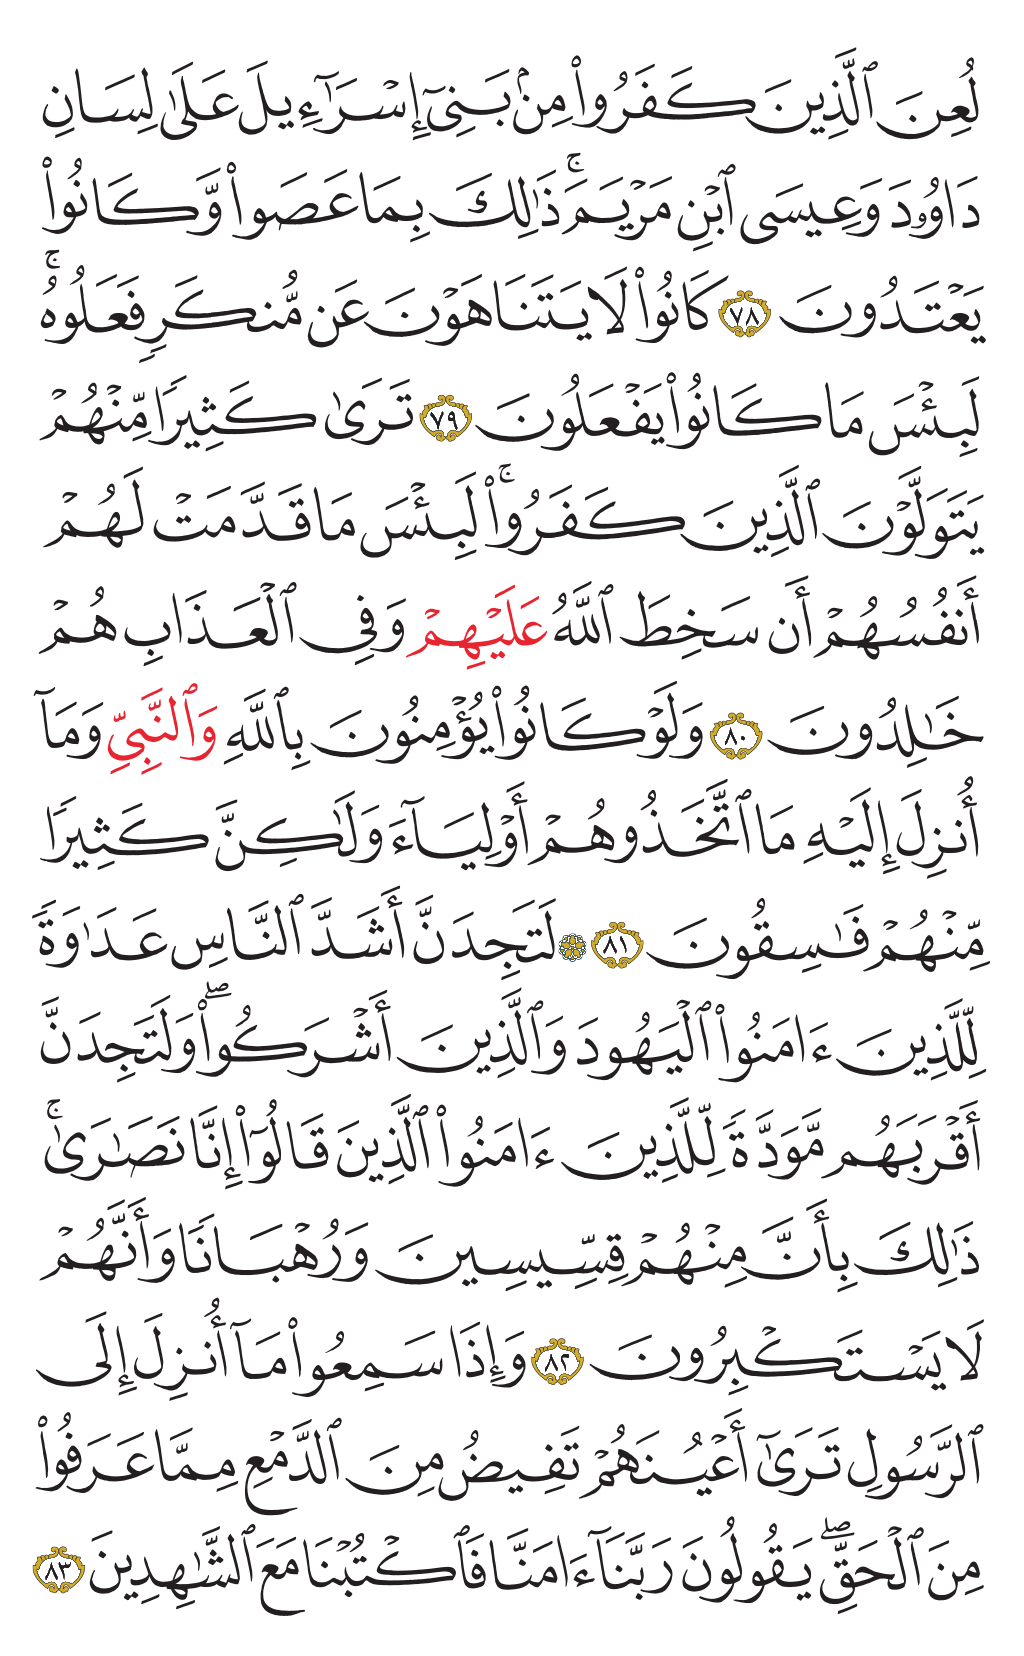 لُعِنَ ٱلَّذِينَ كَفَرُوا۟ مِنۢ بَنِىٓ إِسْرَٰٓءِيلَ عَلَىٰ لِسَانِ
دَاوُۥدَ وَعِيسَى ٱبْنِ مَرْيَمَ ۚ ذَٰلِكَ بِمَا عَصَوا۟ وَّكَانُوا۟
يَعْتَدُونَ ٧٨ كَانُوا۟ لَا يَتَنَاهَوْنَ عَن مُّنكَرٍ فَعَلُوهُ ۚ
لَبِئْسَ مَا كَانُوا۟ يَفْعَلُونَ ٧٩ تَرَىٰ كَثِيرًا مِّنْهُمْ
يَتَوَلَّوْنَ ٱلَّذِينَ كَفَرُوا۟ ۚ لَبِئْسَ مَا قَدَّمَتْ لَهُمْ
أَنفُسُهُمْ أَن سَخِطَ ٱللَّهُ عَلَيْهِمْ وَفِى ٱلْعَذَابِ هُمْ
خَـٰلِدُونَ ٨٠ وَلَوْ كَانُوا۟ يُؤْمِنُونَ بِٱللَّهِ وَٱلنَّبِىِّ وَمَآ
أُنزِلَ إِلَيْهِ مَا ٱتَّخَذُوهُمْ أَوْلِيَآءَ وَلَـٰكِنَّ كَثِيرًا
مِّنْهُمْ فَـٰسِقُونَ ٨١ ۞ لَتَجِدَنَّ أَشَدَّ ٱلنَّاسِ عَدَٰوَةً
لِّلَّذِينَ ءَامَنُوا۟ ٱلْيَهُودَ وَٱلَّذِينَ أَشْرَكُوا۟ ۖ وَلَتَجِدَنَّ
أَقْرَبَهُم مَّوَدَّةً لِّلَّذِينَ ءَامَنُوا۟ ٱلَّذِينَ قَالُوٓا۟ إِنَّا نَصَـٰرَىٰ ۚ
ذَٰلِكَ بِأَنَّ مِنْهُمْ قِسِّيسِينَ وَرُهْبَانًا وَأَنَّهُمْ
لَا يَسْتَكْبِرُونَ ٨٢ وَإِذَا سَمِعُوا۟ مَآ أُنزِلَ إِلَى
ٱلرَّسُولِ تَرَىٰٓ أَعْيُنَهُمْ تَفِيضُ مِنَ ٱلدَّمْعِ مِمَّا عَرَفُوا۟
مِنَ ٱلْحَقِّ ۖ يَقُولُونَ رَبَّنَآ ءَامَنَّا فَٱكْتُبْنَا مَعَ ٱلشَّـٰهِدِينَ ٨٣